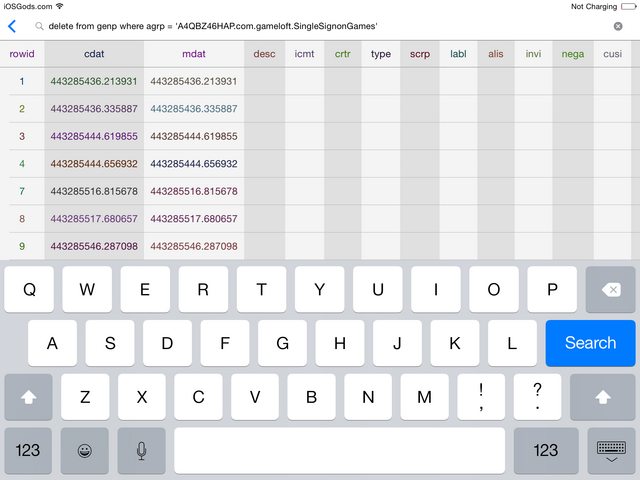 iOSGods.com Not Charging
delete from genp where agrp = 'A4QBZ46HAP.com.gameloft.SingleSignonGames'
rowid cdat mdat desc icmt crtr type scrp labl alis invi nega cusi
1 443285436.213931 443285436.213931
2 443285436.335887 443285436.335887
3 443285444.619855 443285444.619855
4 443285444.656932 443285444.656932
7 443285516.815678 443285516.815678
8 443285517.680657 443285517.680657
9 443285546.287098 443285546.287098
Q W E R T Y U I O P
A S D F G H J K L Search
Z X C V B N M ! , ? .
123 123